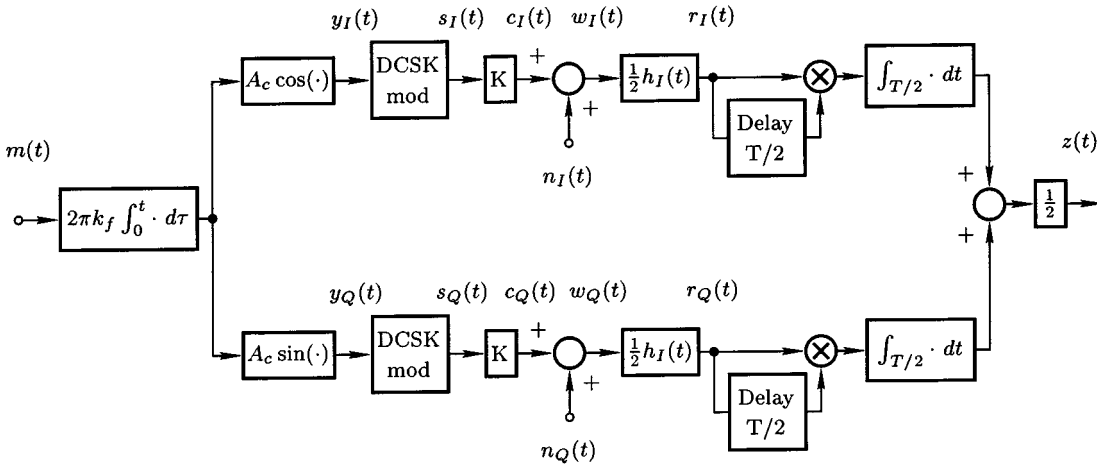 y_I(t) s_I(t) c_I(t) w_I(t) r_I(t)
A_c cos(·) DCSK mod K + + ½h_I(t) Delay T/2 ∫_{T/2} · dt
n_I(t)
m(t)
2πk_f ∫_0^t · dτ
+ + ½ z(t)
y_Q(t) s_Q(t) c_Q(t) w_Q(t) r_Q(t)
A_c sin(·) DCSK mod K + + ½h_I(t) Delay T/2 ∫_{T/2} · dt
n_Q(t)